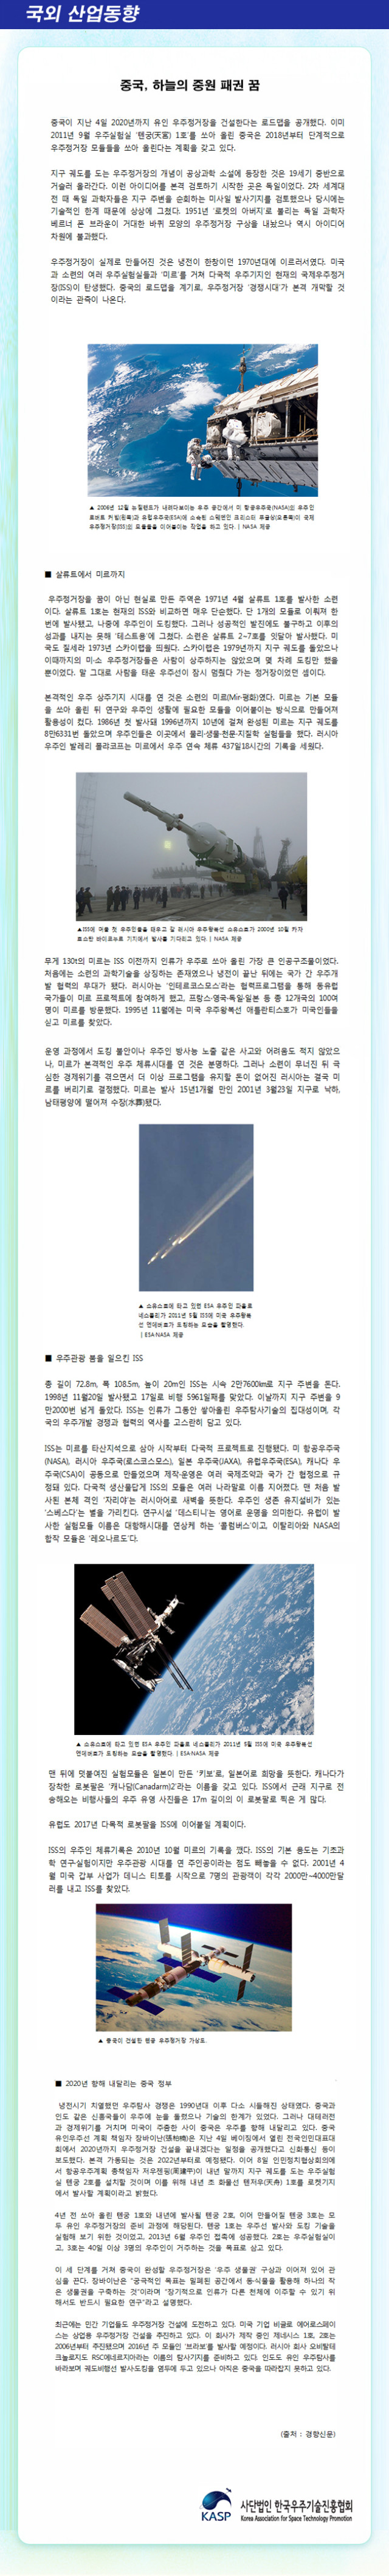 국외 산업동향
중국, 하늘의 중원 패권 꿈
중국이 지난 4일 2020년까지 유인 우주정거장을 건설한다는 로드맵을 공개했다. 이미
2011년 9월 우주실험실 '톈궁(天宮) 1호'를 쏘아 올린 중국은 2018년부터 단계적으로
우주정거장 모듈들을 쏘아 올린다는 계획을 갖고 있다.
지구 궤도를 도는 우주정거장의 개념이 공상과학 소설에 등장한 것은 19세기 중반으로
거슬러 올라간다. 이런 아이디어를 본격 검토하기 시작한 곳은 독일이었다. 2차 세계대
전 때 독일 과학자들은 지구 주변을 순회하는 미사일 발사기지를 검토했으나 당시에는
기술적인 한계 때문에 상상에 그쳤다. 1951년 '로켓의 아버지'로 불리는 독일 과학자
베르너 폰 브라운이 거대한 바퀴 모양의 우주정거장 구상을 내놨으나 역시 아이디어
차원에 불과했다.
우주정거장이 실제로 만들어진 것은 냉전이 한창이던 1970년대에 이르러서였다. 미국
과 소련의 여러 우주실험실들과 '미르'를 거쳐 다국적 우주기지인 현재의 국제우주정거
장(ISS)이 탄생했다. 중국의 로드맵을 계기로, 우주정거장 '경쟁시대'가 본격 개막할 것
이라는 관측이 나온다.
▲ 2006년 12월 뉴질랜드가 내려다보이는 우주 공간에서 미 항공우주국(NASA)의 우주인
로버트 커빔(왼쪽)과 유럽우주국(ESA)에 소속된 스웨덴인 크리스터 푸글상(오른쪽)이 국제
우주정거장(ISS)의 모듈들을 이어붙이는 작업을 하고 있다. | NASA 제공
■ 살류트에서 미르까지
우주정거장을 꿈이 아닌 현실로 만든 주역은 1971년 4월 살류트 1호를 발사한 소련
이다. 살류트 1호는 현재의 ISS와 비교하면 매우 단순했다. 단 1개의 모듈로 이뤄져 한
번에 발사됐고, 나중에 우주인이 도킹했다. 그러나 성공적인 발진에도 불구하고 이후의
성과를 내지는 못해 '테스트용'에 그쳤다. 소련은 살류트 2~7호를 잇달아 발사했다. 미
국도 질세라 1973년 스카이랩을 띄웠다. 스카이랩은 1979년까지 지구 궤도를 돌았으나
이때까지의 미·소 우주정거장들은 사람이 상주하지는 않았으며 몇 차례 도킹만 했을
뿐이었다. 말 그대로 사람을 태운 우주선이 잠시 멈췄다 가는 정거장이었던 셈이다.
본격적인 우주 상주기지 시대를 연 것은 소련의 미르(Mir·평화)였다. 미르는 기본 모듈
을 쏘아 올린 뒤 연구와 우주인 생활에 필요한 모듈을 이어붙이는 방식으로 만들어져
활용성이 컸다. 1986년 첫 발사돼 1996년까지 10년에 걸쳐 완성된 미르는 지구 궤도를
8만6331번 돌았으며 우주인들은 이곳에서 물리·생물·천문·지질학 실험들을 했다. 러시아
우주인 발레리 폴랴코프는 미르에서 우주 연속 체류 437일18시간의 기록을 세웠다.
▲ISS에 머물 첫 우주인들을 태우고 갈 러시아 우주왕복선 소유스호가 2000년 10월 카자
흐스탄 바이코누르 기지에서 발사를 기다리고 있다. | NASA 제공
무게 130t의 미르는 ISS 이전까지 인류가 우주로 쏘아 올린 가장 큰 인공구조물이었다.
처음에는 소련의 과학기술을 상징하는 존재였으나 냉전이 끝난 뒤에는 국가 간 우주개
발 협력의 무대가 됐다. 러시아는 '인테르코스모스'라는 협력프로그램을 통해 동유럽
국가들이 미르 프로젝트에 참여하게 했고, 프랑스·영국·독일·일본 등 총 12개국의 100여
명이 미르를 방문했다. 1995년 11월에는 미국 우주왕복선 애틀란티스호가 미국인들을
싣고 미르를 찾았다.
운영 과정에서 도킹 불안이나 우주인 방사능 노출 같은 사고와 어려움도 적지 않았으
나, 미르가 본격적인 우주 체류시대를 연 것은 분명하다. 그러나 소련이 무너진 뒤 극
심한 경제위기를 겪으면서 더 이상 프로그램을 유지할 돈이 없어진 러시아는 결국 미
르를 버리기로 결정했다. 미르는 발사 15년1개월 만인 2001년 3월23일 지구로 낙하,
남태평양에 떨어져 수장(水葬)됐다.
▲ 소유스호에 타고 있던 ESA 우주인 파올로
네스폴리가 2011년 5월 ISS에 미국 우주왕복
선 엔데버호가 도킹하는 모습을 촬영했다.
| ESA·NASA 제공
■ 우주관광 붐을 일으킨 ISS
총 길이 72.8m, 폭 108.5m, 높이 20m인 ISS는 시속 2만7600km로 지구 주변을 돈다.
1998년 11월20일 발사됐고 17일로 비행 5961일째를 맞았다. 이날까지 지구 주변을 9
만2000번 넘게 돌았다. ISS는 인류가 그동안 쌓아올린 우주탐사기술의 집대성이며, 각
국의 우주개발 경쟁과 협력의 역사를 고스란히 담고 있다.
ISS는 미르를 타산지석으로 삼아 시작부터 다국적 프로젝트로 진행됐다. 미 항공우주국
(NASA), 러시아 우주국(로스코스모스), 일본 우주국(JAXA), 유럽우주국(ESA), 캐나다 우
주국(CSA)이 공동으로 만들었으며 제작·운영은 여러 국제조약과 국가 간 협정으로 규
정돼 있다. 다국적 생산물답게 ISS의 모듈은 여러 나라말로 이름 지어졌다. 맨 처음 발
사된 본체 격인 '자리야'는 러시아어로 새벽을 뜻한다. 우주인 생존 유지설비가 있는
'스베스다'는 별을 가리킨다. 연구시설 '데스티니'는 영어로 운명을 의미한다. 유럽이 발
사한 실험모듈 이름은 대항해시대를 연상케 하는 '콜럼버스'이고, 이탈리아와 NASA의
합작 모듈은 '레오나르도'다.
▲ 소유스호에 타고 있던 ESA 우주인 파올로 네스폴리가 2011년 5월 ISS에 미국 우주왕복선
엔데버호가 도킹하는 모습을 촬영했다. | ESA·NASA 제공
맨 뒤에 덧붙여진 실험모듈은 일본이 만든 '키보'로, 일본어로 희망을 뜻한다. 캐나다가
장착한 로봇팔은 '캐나담(Canadarm)2'라는 이름을 갖고 있다. ISS에서 근래 지구로 전
송해오는 비행사들의 우주 유영 사진들은 17m 길이의 이 로봇팔로 찍은 게 많다.
유럽도 2017년 다목적 로봇팔을 ISS에 이어붙일 계획이다.
ISS의 우주인 체류기록은 2010년 10월 미르의 기록을 깼다. ISS의 기본 용도는 기초과
학 연구·실험이지만 우주관광 시대를 연 주인공이라는 점도 빼놓을 수 없다. 2001년 4
월 미국 갑부 사업가 데니스 티토를 시작으로 7명의 관광객이 각각 2000만~4000만달
러를 내고 ISS를 찾았다.
▲ 중국이 건설할 톈궁 우주정거장 가상도.
■ 2020년 향해 내달리는 중국 정부
냉전시기 치열했던 우주탐사 경쟁은 1990년대 이후 다소 시들해진 상태였다. 중국과
인도 같은 신흥국들이 우주에 눈을 돌렸으나 기술의 한계가 있었다. 그러나 대테러전
과 경제위기를 거치며 미국이 주춤한 사이 중국은 우주를 향해 내달리고 있다. 중국
유인우주선 계획 책임자 장바이난(張柏楠)은 지난 4일 베이징에서 열린 전국인민대표대
회에서 2020년까지 우주정거장 건설을 끝내겠다는 일정을 공개했다고 신화통신 등이
보도했다. 본격 가동되는 것은 2022년부터로 예정됐다. 이어 8일 인민정치협상회의에
서 항공우주계획 총책임자 저우젠핑(周建平)이 내년 말까지 지구 궤도를 도는 우주실험
실 톈궁 2호를 설치할 것이며 이를 위해 내년 초 화물선 톈저우(天舟) 1호를 로켓기지
에서 발사할 계획이라고 밝혔다.
4년 전 쏘아 올린 톈궁 1호와 내년에 발사될 톈궁 2호, 이어 만들어질 톈궁 3호는 모
두 유인 우주정거장의 준비 과정에 해당된다. 톈궁 1호는 우주선 발사와 도킹 기술을
실험해 보기 위한 것이었고, 2013년 6월 우주인 접촉에 성공했다. 2호는 우주실험실이
고, 3호는 40일 이상 3명의 우주인이 거주하는 것을 목표로 삼고 있다.
이 세 단계를 거쳐 중국이 완성할 우주정거장은 '우주 생물권' 구상과 이어져 있어 관
심을 끈다. 장바이난은 "궁극적인 목표는 밀폐된 공간에서 동·식물을 활용해 하나의 작
은 생물권을 구축하는 것"이라며 "장기적으로 인류가 다른 천체에 이주할 수 있기 위
해서도 반드시 필요한 연구"라고 설명했다.
최근에는 민간 기업들도 우주정거장 건설에 도전하고 있다. 미국 기업 비글로 에어로스페이
스는 상업용 우주정거장 건설을 추진하고 있다. 이 회사가 제작 중인 제네시스 1호, 2호는
2006년부터 추진됐으며 2016년 주 모듈인 '브라보'를 발사할 예정이다. 러시아 회사 오비탈테
크놀로지도 RSC에네르지아라는 이름의 탐사기지를 준비하고 있다. 인도도 유인 우주탐사를
바라보며 궤도비행선 발사·도킹을 염두에 두고 있으나 아직은 중국을 따라잡지 못하고 있다.
(출처 : 경향신문)
KASP
사단법인 한국우주기술진흥협회
Korea Association for Space Technology Promotion